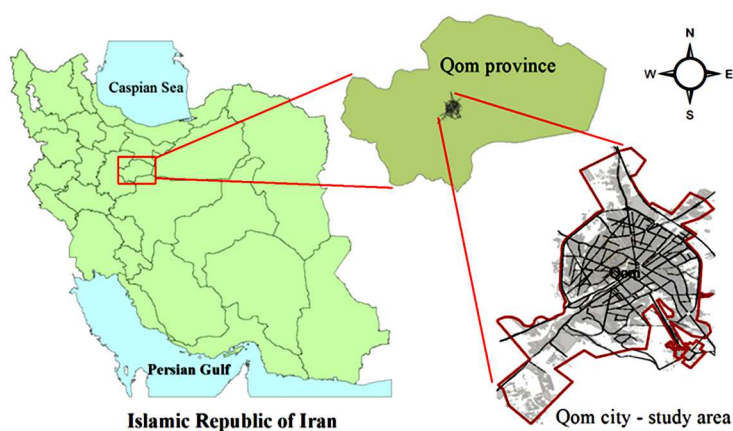 Caspian Sea
Qom province
N
W E
S
Qom
Persian Gulf
Islamic Republic of Iran
Qom city - study area